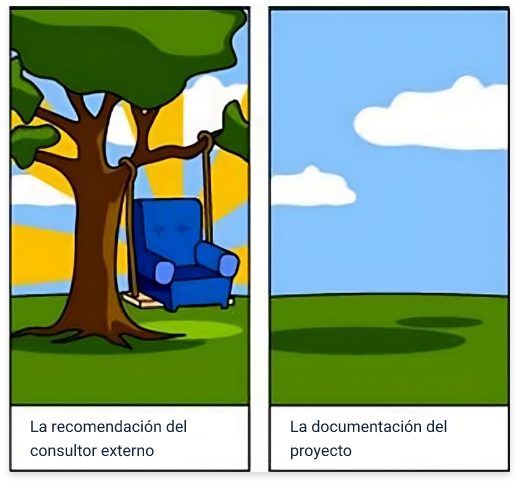 La recomendación del
consultor externo
La documentación del
proyecto